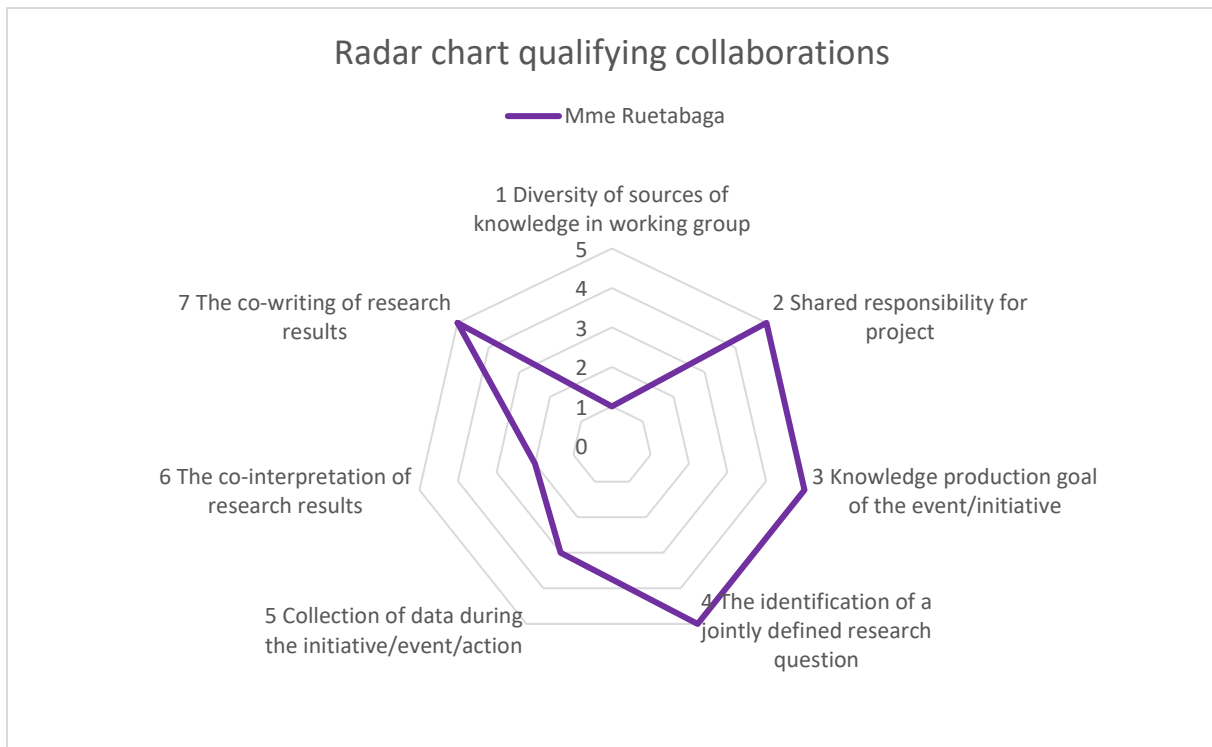 Radar chart qualifying collaborations
Mme Ruetabaga
1 Diversity of sources of
knowledge in working group
5
4
3
2
1
0
2 Shared responsibility for
project
3 Knowledge production goal
of the event/initiative
4 The identification of a
jointly defined research
question
5 Collection of data during
the initiative/event/action
6 The co-interpretation of
research results
7 The co-writing of research
results